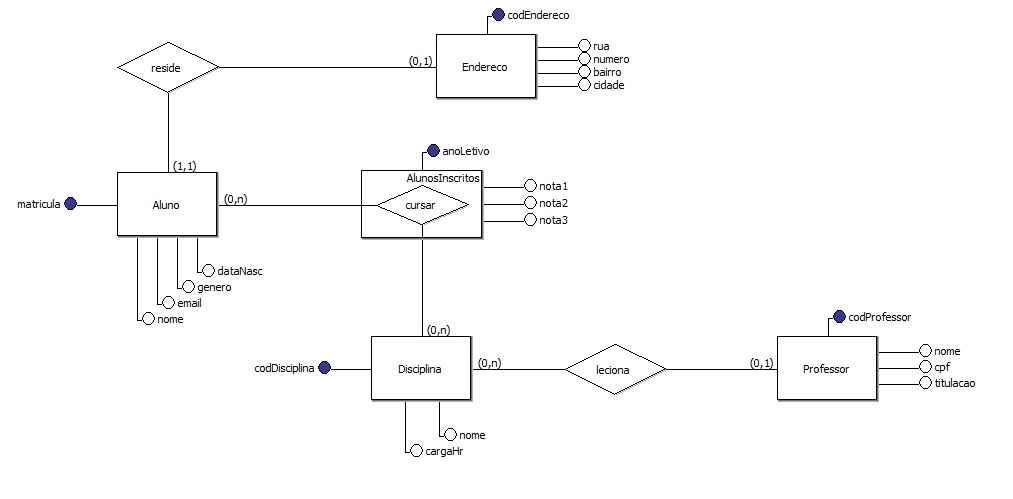 codEndereco
reside
(0,1)
Endereco
rua
numero
bairro
cidade
(1,1)
anoLetivo
AlunosInscritos
matricula
Aluno
(0,n)
cursar
nota1
nota2
nota3
dataNasc
genero
email
nome
(0,n)
codProfessor
codDisciplina
Disciplina
(0,n)
leciona
(0,1)
Professor
nome
cpf
titulacao
nome
cargaHr